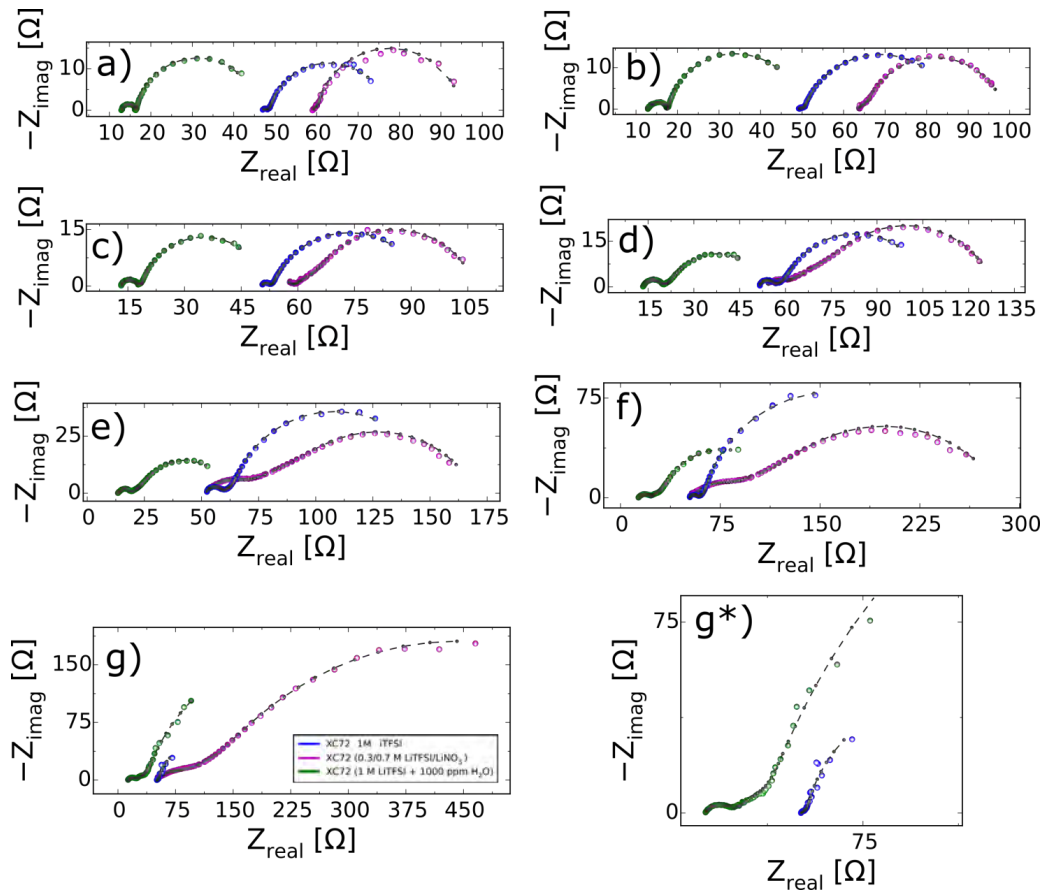 a)
−Z_imag [Ω]
10
0
10 20 30 40 50 60 70 80 90 100
Z_real [Ω]
b)
−Z_imag [Ω]
10
0
10 20 30 40 50 60 70 80 90 100
Z_real [Ω]
c)
−Z_imag [Ω]
15
0
15 30 45 60 75 90 105
Z_real [Ω]
d)
−Z_imag [Ω]
15
0
15 30 45 60 75 90 105 120 135
Z_real [Ω]
e)
−Z_imag [Ω]
25
0
0 25 50 75 100 125 150 175
Z_real [Ω]
f)
−Z_imag [Ω]
75
0
0 75 150 225 300
Z_real [Ω]
g)
−Z_imag [Ω]
150
75
0
0 75 150 225 300 375 450
Z_real [Ω]
XC72 1M iTFSI
XC72 (0.3/0.7 M LiTFSI/LiNO₃)
XC72 (1 M LiTFSI + 1000 ppm H₂O)
g*)
−Z_imag [Ω]
75
0
75
Z_real [Ω]